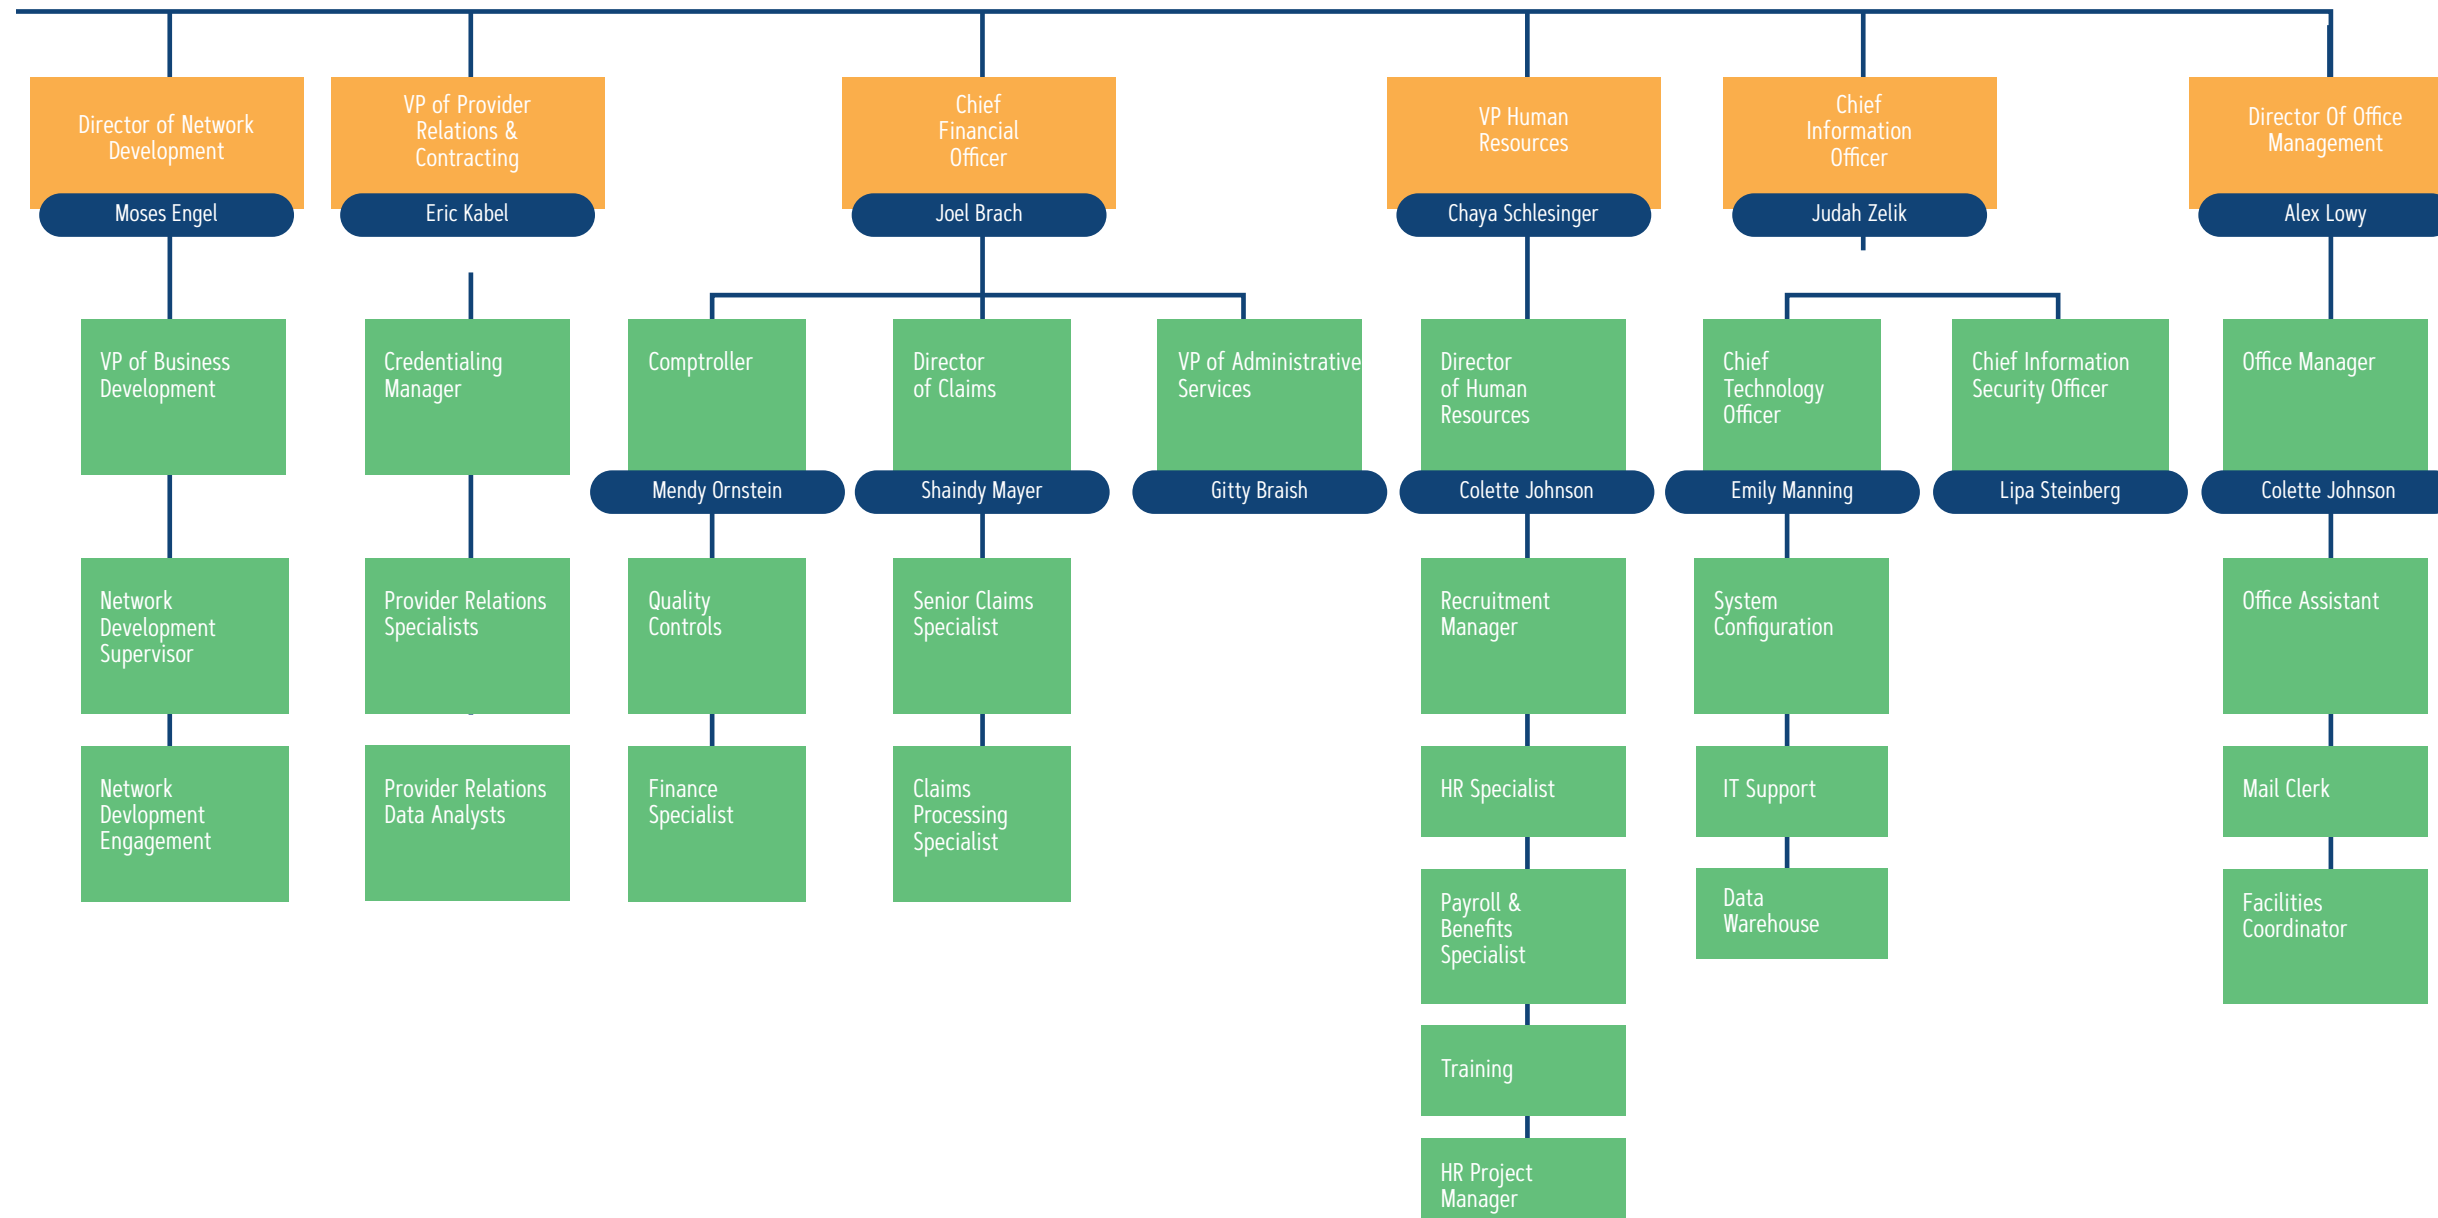 Director of Network
Development
Moses Engel
VP of Provider
Relations &
Contracting
Eric Kabel
Chief
Financial
Officer
Joel Brach
VP Human
Resources
Chaya Schlesinger
Chief
Information
Officer
Judah Zelik
Director Of Office
Management
Alex Lowy
VP of Business
Development
Credentialing
Manager
Comptroller
Mendy Ornstein
Director
of Claims
Shaindy Mayer
VP of Administrative
Services
Gitty Braish
Director
of Human
Resources
Colette Johnson
Chief
Technology
Officer
Emily Manning
Chief Information
Security Officer
Lipa Steinberg
Office Manager
Colette Johnson
Network
Development
Supervisor
Provider Relations
Specialists
Quality
Controls
Senior Claims
Specialist
Recruitment
Manager
System
Configuration
Office Assistant
Network
Devlopment
Engagement
Provider Relations
Data Analysts
Finance
Specialist
Claims
Processing
Specialist
HR Specialist
IT Support
Mail Clerk
Payroll &
Benefits
Specialist
Data
Warehouse
Facilities
Coordinator
Training
HR Project
Manager